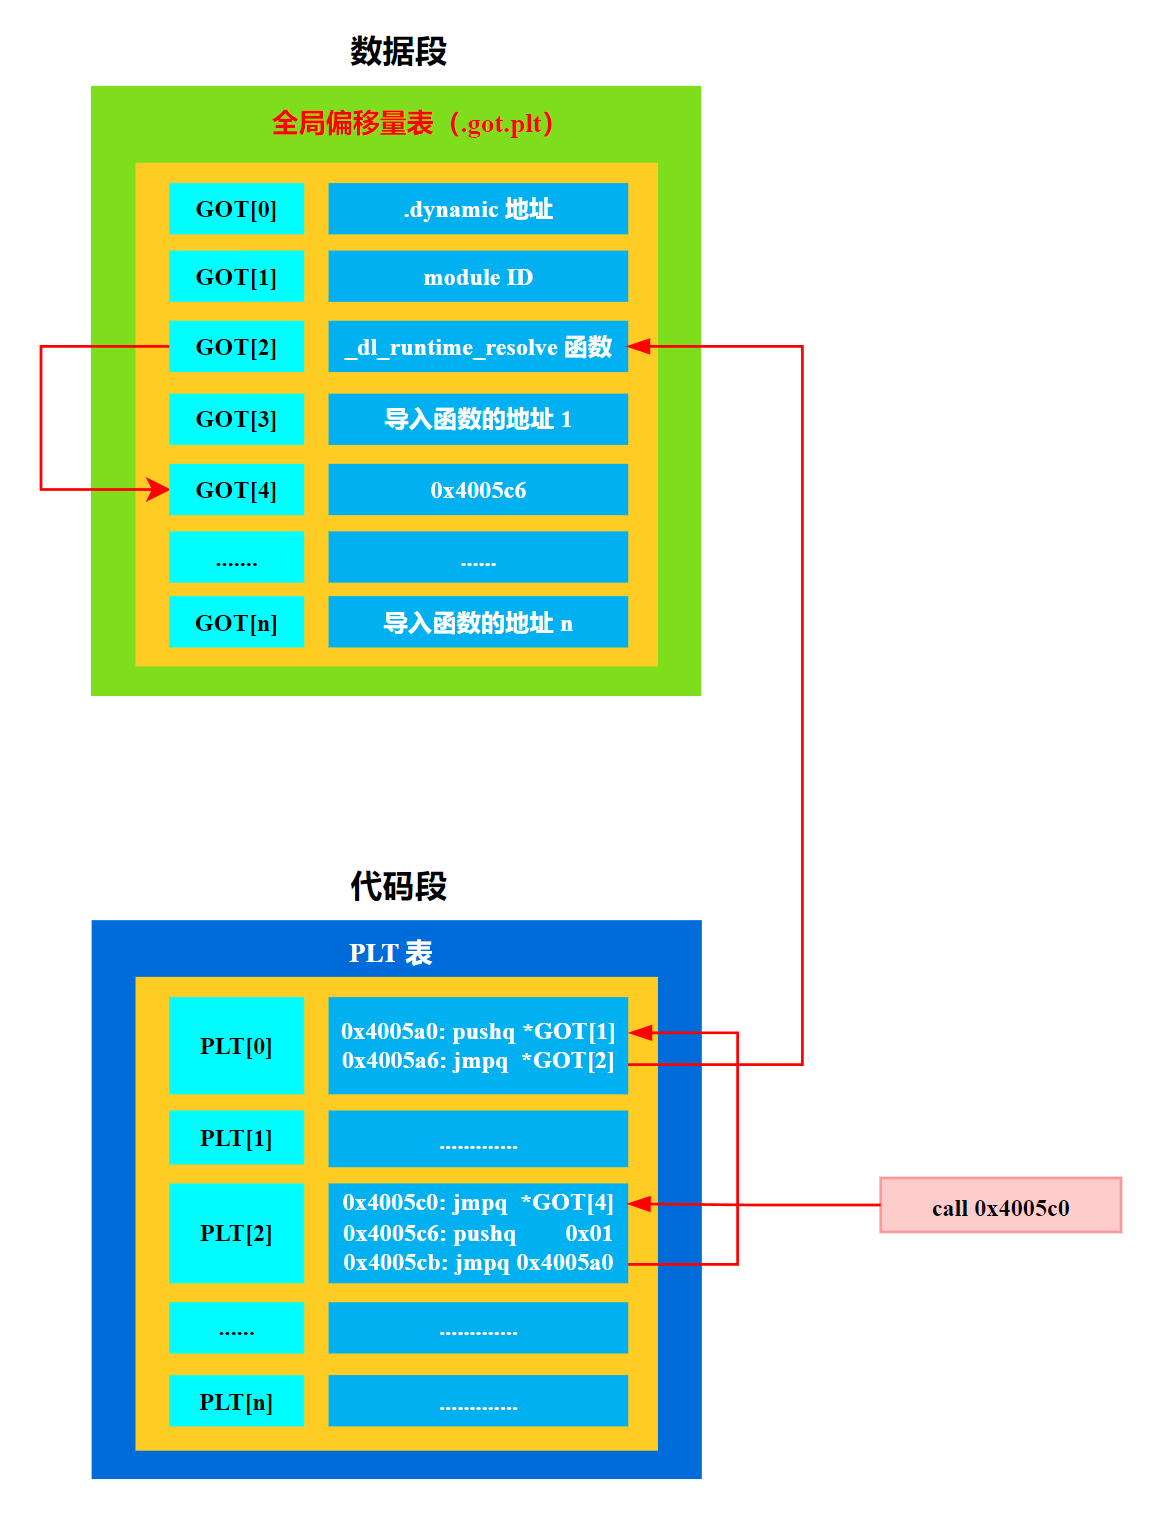 数据段
全局偏移量表（.got.plt）
GOT[0] .dynamic 地址
GOT[1] module ID
GOT[2] _dl_runtime_resolve 函数
GOT[3] 导入函数的地址 1
GOT[4] 0x4005c6
....... ......
GOT[n] 导入函数的地址 n
代码段
PLT 表
PLT[0]
0x4005a0: pushq *GOT[1]
0x4005a6: jmpq *GOT[2]
PLT[1] .............
PLT[2]
0x4005c0: jmpq *GOT[4]
0x4005c6: pushq 0x01
0x4005cb: jmpq 0x4005a0
call 0x4005c0
...... .............
PLT[n] .............